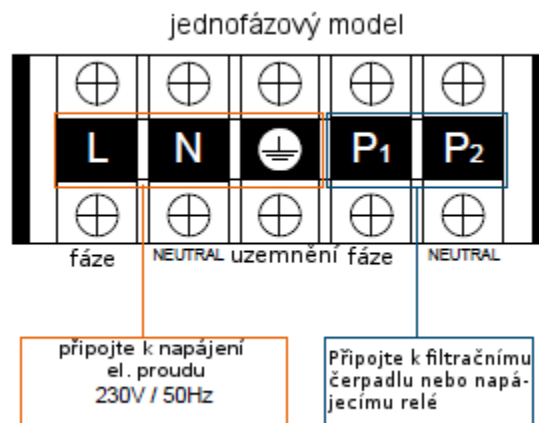 jednofázový model
L N P1 P2
fáze NEUTRAL uzemnění fáze NEUTRAL
připojte k napájení
el. proudu
230V / 50Hz
Připojte k filtračnímu
čerpadlu nebo napá-
jecímu relé